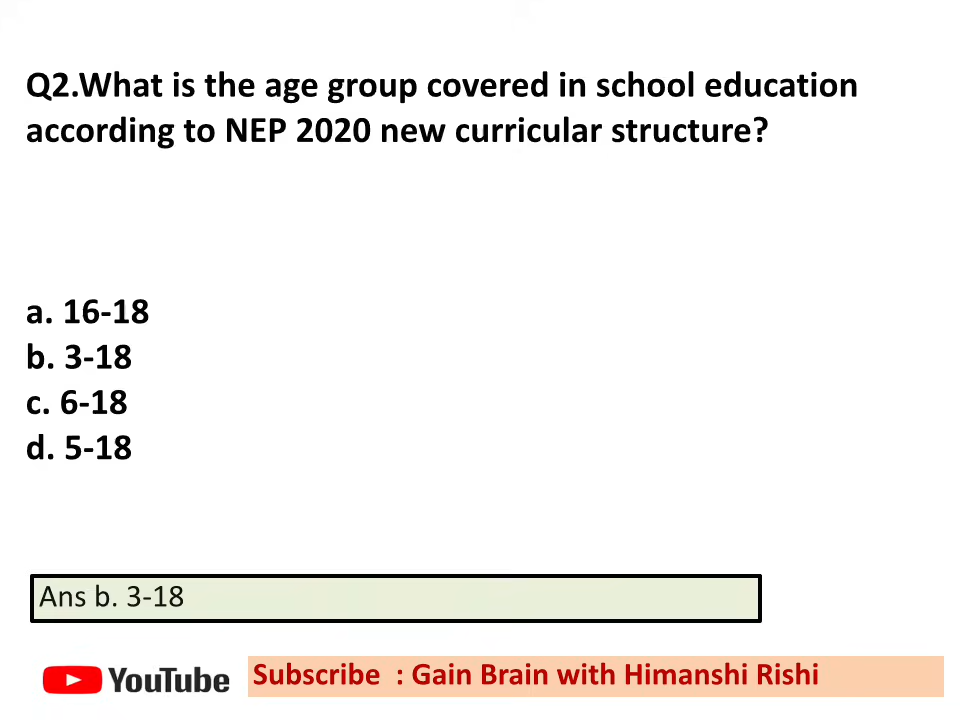 Q2.What is the age group covered in school education
according to NEP 2020 new curricular structure?
a. 16-18
b. 3-18
c. 6-18
d. 5-18
Ans b. 3-18
YouTube
Subscribe : Gain Brain with Himanshi Rishi